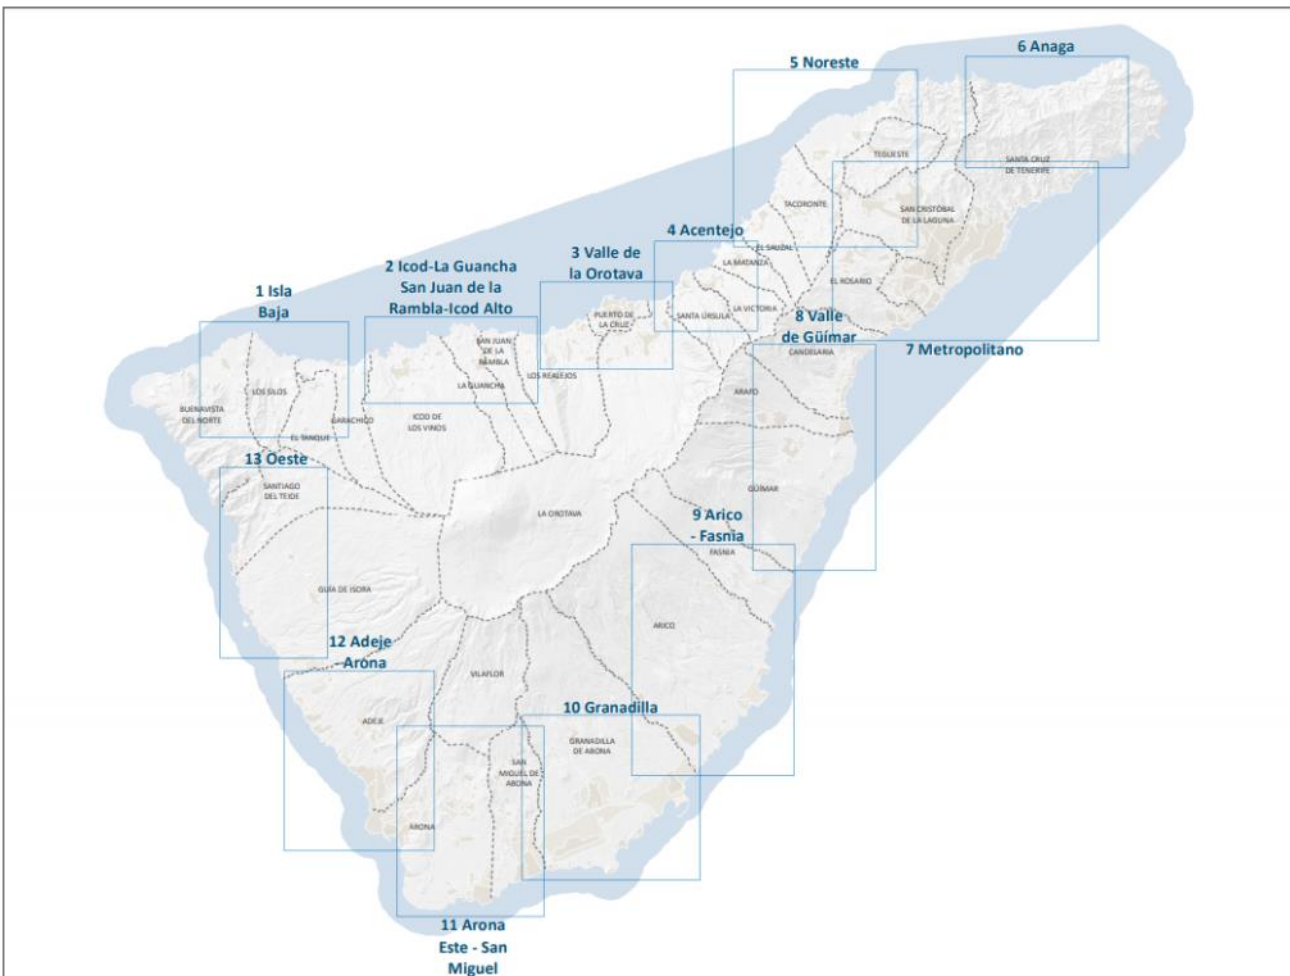 6 Anaga
5 Noreste
TEGUESTE
SANTA CRUZ
DE TENERIFE
TACORONTE
SAN CRISTÓBAL
DE LA LAGUNA
4 Acentejo
EL SAUZAL
3 Valle de
la Orotava
LA MATANZA
2 Icod-La Guancha
San Juan de la
Rambla-Icod Alto
EL ROSARIO
1 Isla
Baja
PUERTO DE
LA CRUZ
SANTA ÚRSULA
LA VICTORIA
8 Valle
de Güímar
7 Metropolitano
SAN JUAN
DE LA
RAMBLA
CANDELARIA
LOS REALEJOS
LA GUANCHA
LOS SILOS
ARAFO
BUENAVISTA
DEL NORTE
GARACHICO
ICOD DE
LOS VINOS
EL TANQUE
13 Oeste
SANTIAGO
DEL TEIDE
GÜÍMAR
LA OROTAVA
9 Arico
- Fasnia
FASNIA
GUÍA DE ISORA
ARICO
12 Adeje
- Arona
VILAFLOR
10 Granadilla
ADEJE
GRANADILLA
DE ABONA
SAN
MIGUEL DE
ABONA
ARONA
11 Arona
Este - San
Miguel